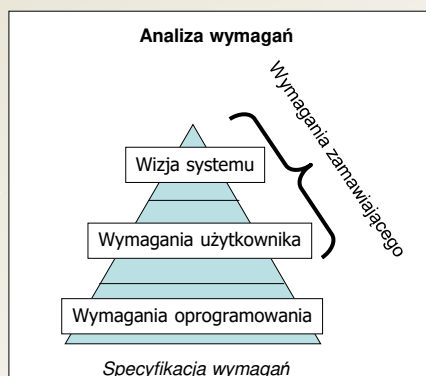 Analiza wymagań
Wymagania zamawiającego
Wizja systemu
Wymagania użytkownika
Wymagania oprogramowania
Specyfikacja wymagań